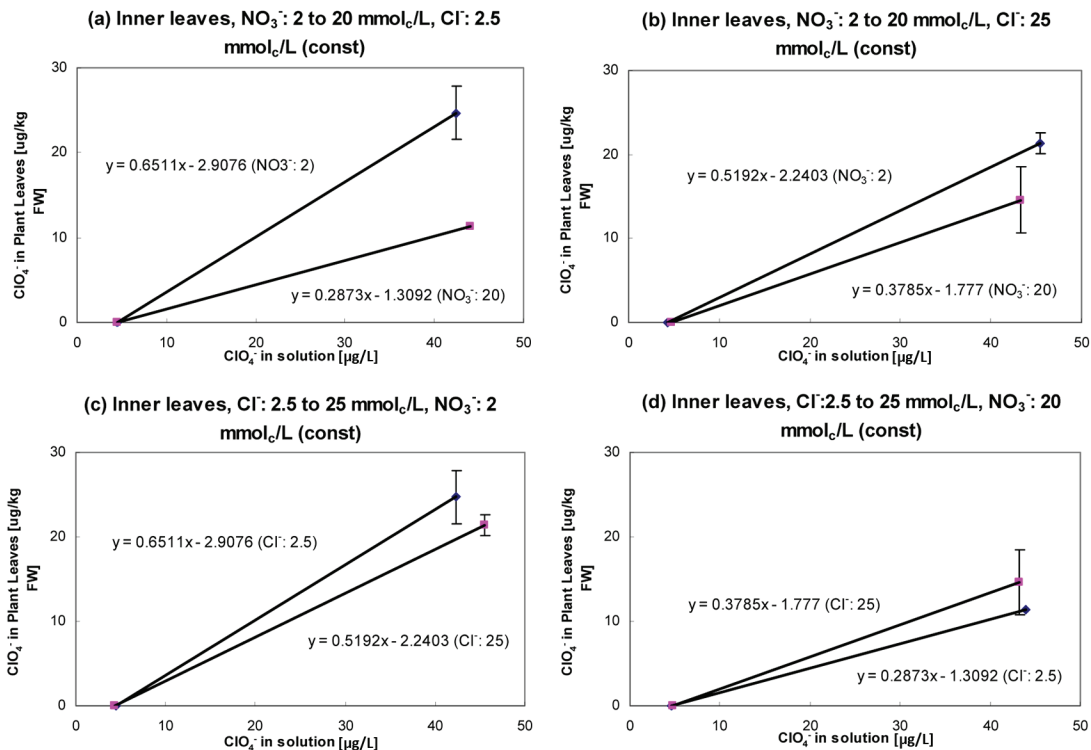 (a) Inner leaves, NO₃⁻: 2 to 20 mmol_c/L, Cl⁻: 2.5
mmol_c/L (const)
30
20
10
0
ClO₄⁻ in Plant Leaves [ug/kg
FW]
y = 0.6511x - 2.9076 (NO3⁻: 2)
y = 0.2873x - 1.3092 (NO₃⁻: 20)
0 10 20 30 40 50
ClO₄⁻ in solution [µg/L]
(b) Inner leaves, NO₃⁻: 2 to 20 mmol_c/L, Cl⁻: 25
mmol_c/L (const)
30
20
10
0
ClO₄⁻ in Plant Leaves [ug/kg
FW]
y = 0.5192x - 2.2403 (NO₃⁻: 2)
y = 0.3785x - 1.777 (NO₃⁻: 20)
0 10 20 30 40 50
ClO₄⁻ in solution [µg/L]
(c) Inner leaves, Cl⁻: 2.5 to 25 mmol_c/L, NO₃⁻: 2
mmol_c/L (const)
30
20
10
0
ClO₄⁻ in Plant Leaves [ug/kg
FW]
y = 0.6511x - 2.9076 (Cl⁻: 2.5)
y = 0.5192x - 2.2403 (Cl⁻: 25)
0 10 20 30 40 50
ClO₄⁻ in solution [µg/L]
(d) Inner leaves, Cl⁻:2.5 to 25 mmol_c/L, NO₃⁻: 20
mmol_c/L (const)
30
20
10
0
ClO₄⁻ in Plant Leaves [ug/kg
FW]
y = 0.3785x - 1.777 (Cl⁻: 25)
y = 0.2873x - 1.3092 (Cl⁻: 2.5)
0 10 20 30 40 50
ClO₄⁻ in solution [µg/L]